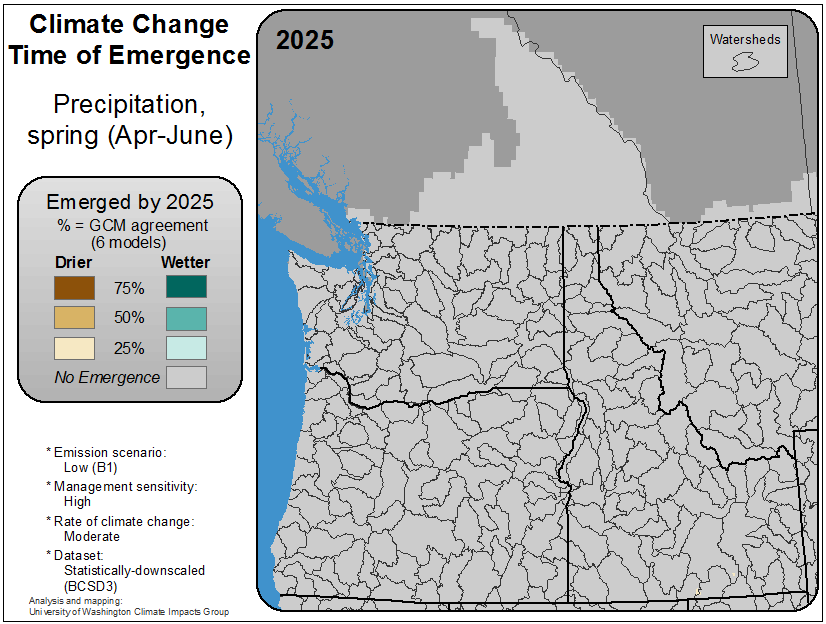 Climate Change
Time of Emergence
Precipitation,
spring (Apr-June)
Emerged by 2025
% = GCM agreement
(6 models)
Drier Wetter
75%
50%
25%
No Emergence
* Emission scenario:
Low (B1)
* Management sensitivity:
High
* Rate of climate change:
Moderate
* Dataset:
Statistically-downscaled
(BCSD3)
Analysis and mapping:
University of Washington Climate Impacts Group
2025
Watersheds